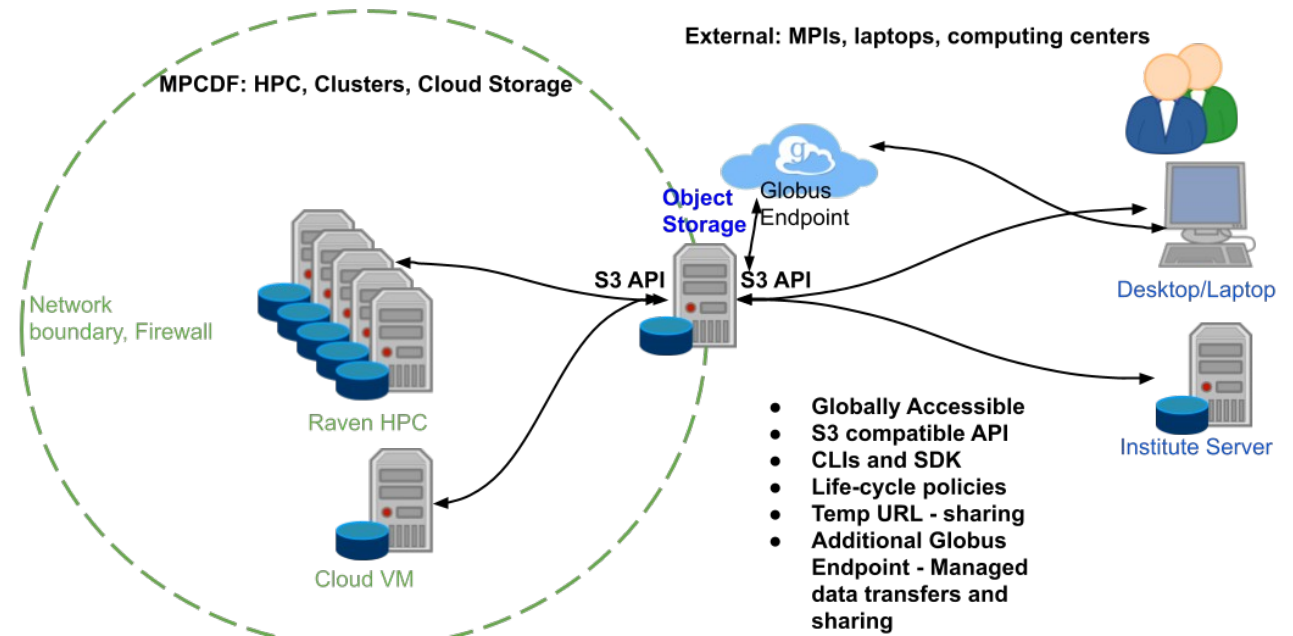 External: MPIs, laptops, computing centers
MPCDF: HPC, Clusters, Cloud Storage
g
Globus
Endpoint
Object
Storage
S3 API
S3 API
Network
boundary, Firewall
Desktop/Laptop
Raven HPC
Institute Server
Cloud VM
● Globally Accessible
● S3 compatible API
● CLIs and SDK
● Life-cycle policies
● Temp URL - sharing
● Additional Globus
Endpoint - Managed
data transfers and
sharing